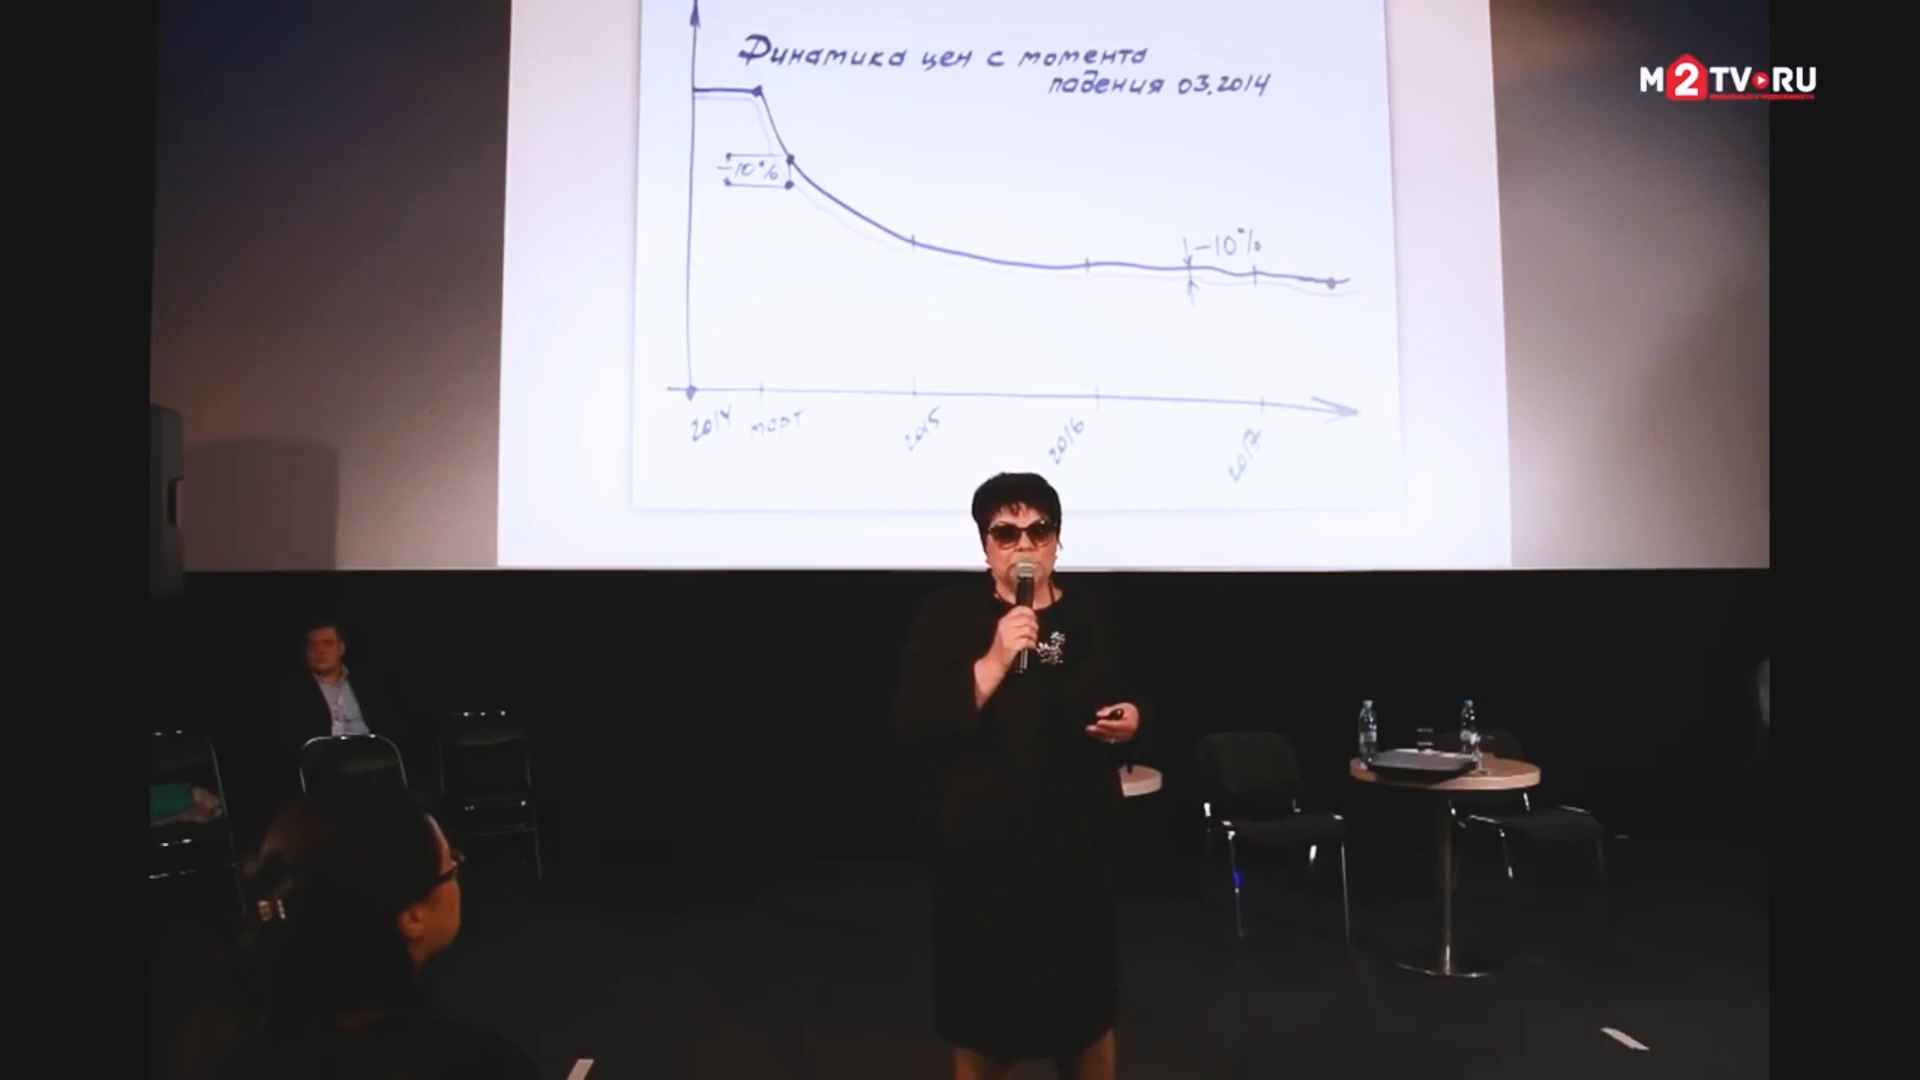 Динамика цен с момента
падения 03.2014
M2TV.RU
-10%
-10%
2014 март 2015 2016 2017